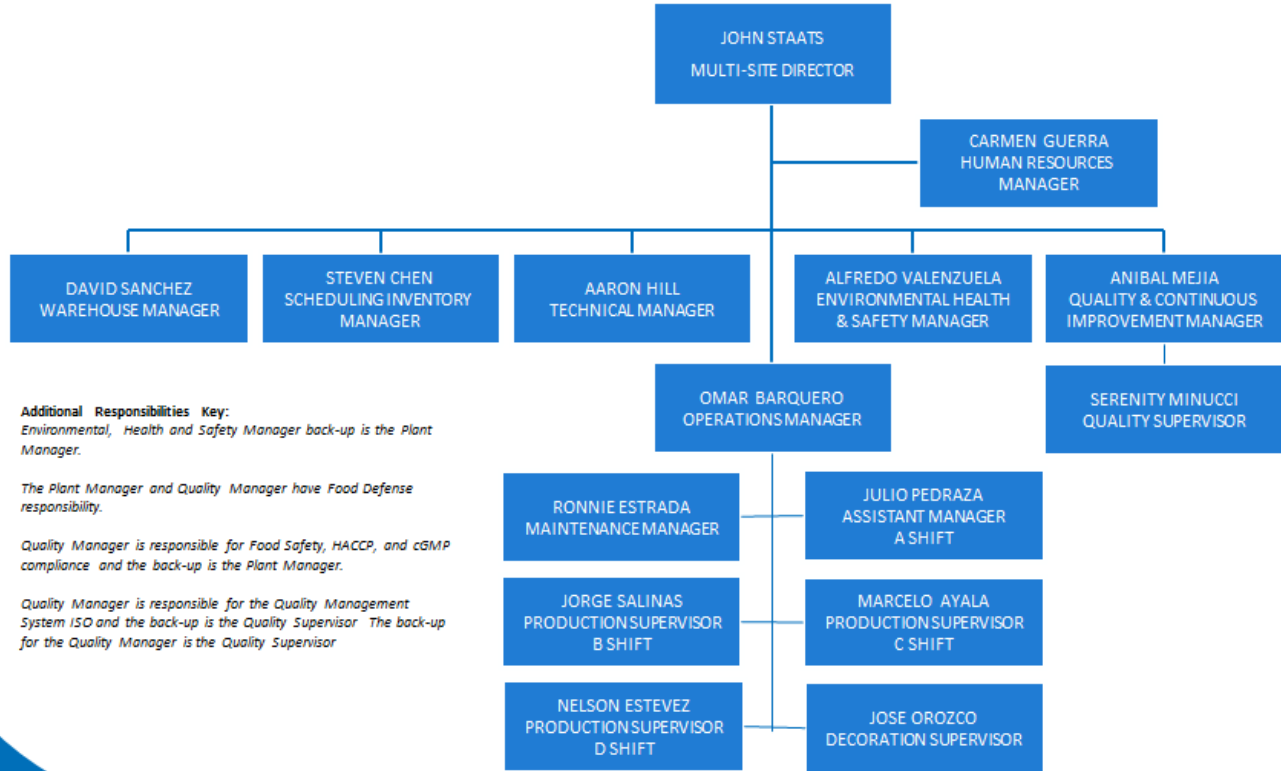 JOHN STAATS
MULTI-SITE DIRECTOR
CARMEN GUERRA
HUMAN RESOURCES
MANAGER
DAVID SANCHEZ
WAREHOUSE MANAGER
STEVEN CHEN
SCHEDULING INVENTORY
MANAGER
AARON HILL
TECHNICAL MANAGER
ALFREDO VALENZUELA
ENVIRONMENTAL HEALTH
& SAFETY MANAGER
ANIBAL MEJIA
QUALITY & CONTINUOUS
IMPROVEMENT MANAGER
OMAR BARQUERO
OPERATIONS MANAGER
SERENITY MINUCCI
QUALITY SUPERVISOR
Additional Responsibilities Key:
Environmental, Health and Safety Manager back-up is the Plant
Manager.
The Plant Manager and Quality Manager have Food Defense
responsibility.
Quality Manager is responsible for Food Safety, HACCP, and cGMP
compliance and the back-up is the Plant Manager.
Quality Manager is responsible for the Quality Management
System ISO and the back-up is the Quality Supervisor The back-up
for the Quality Manager is the Quality Supervisor
RONNIE ESTRADA
MAINTENANCE MANAGER
JULIO PEDRAZA
ASSISTANT MANAGER
A SHIFT
JORGE SALINAS
PRODUCTION SUPERVISOR
B SHIFT
MARCELO AYALA
PRODUCTION SUPERVISOR
C SHIFT
NELSON ESTEVEZ
PRODUCTION SUPERVISOR
D SHIFT
JOSE OROZCO
DECORATION SUPERVISOR